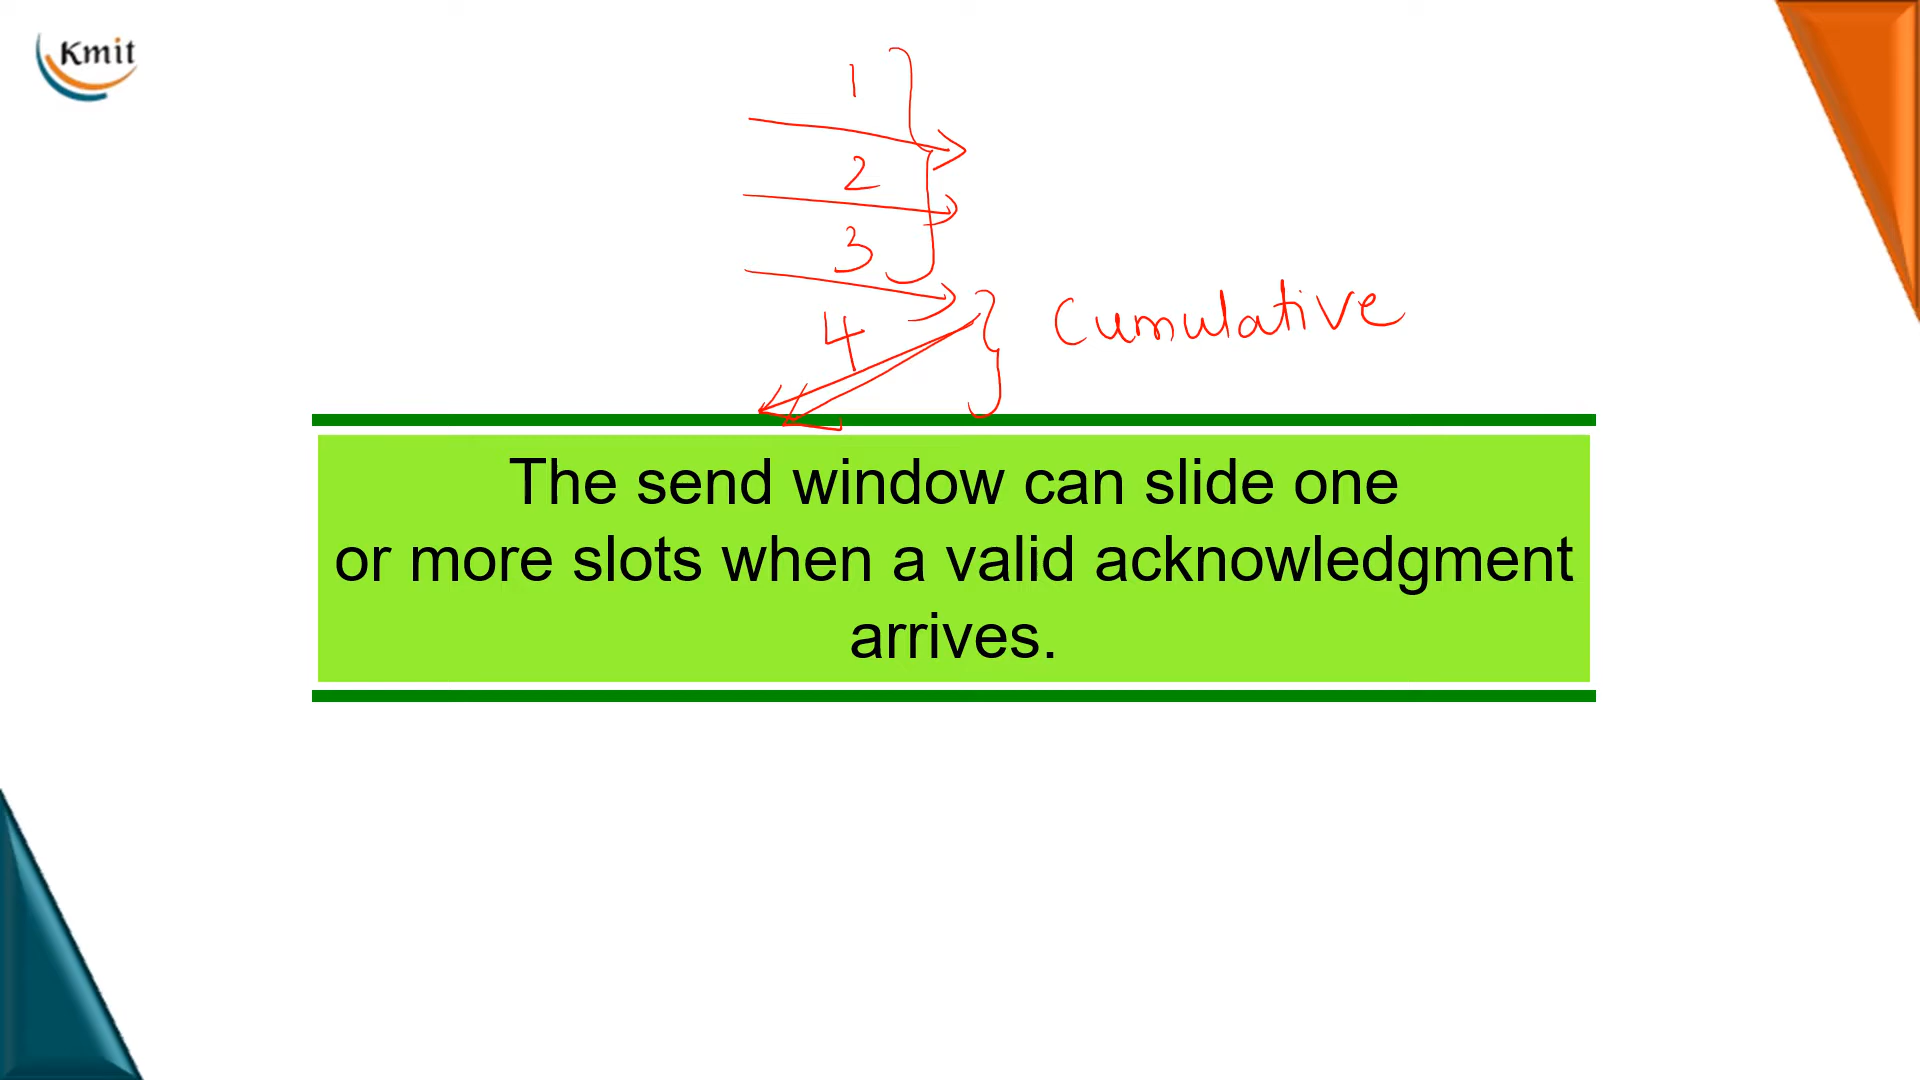 Kmit
1
2
3
4
Cumulative
The send window can slide one
or more slots when a valid acknowledgment
arrives.